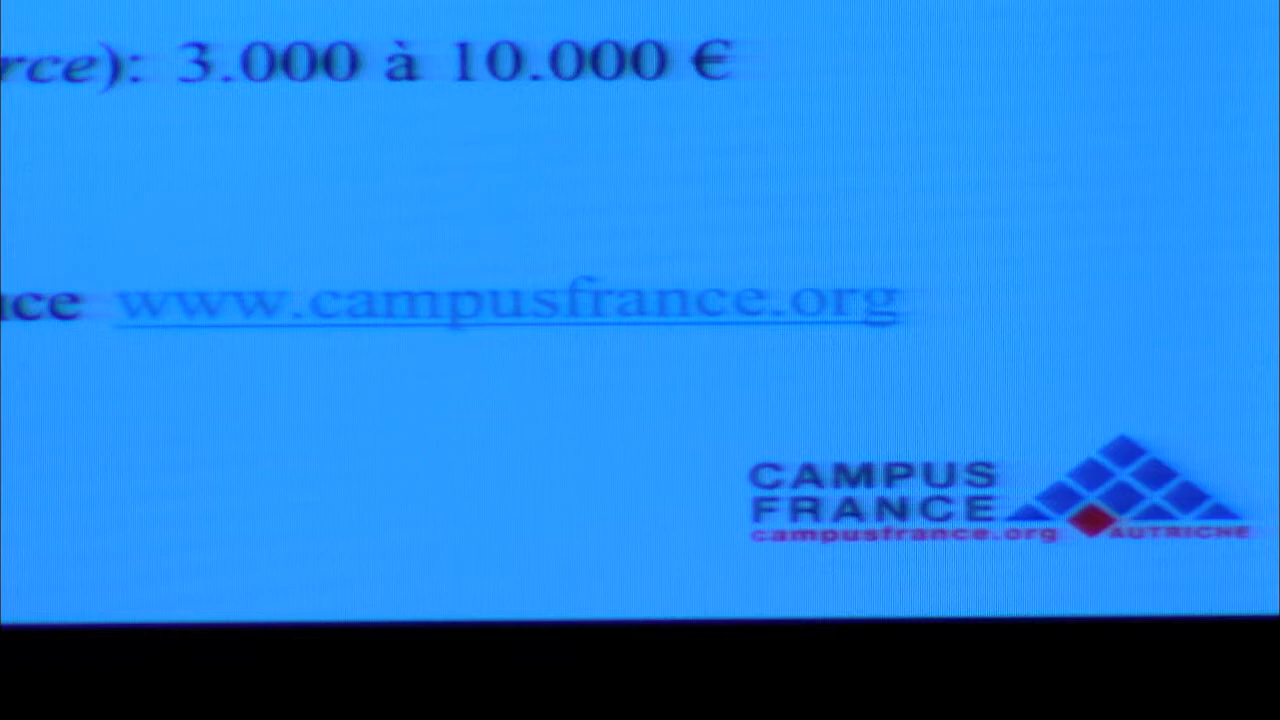 rce): 3.000 à 10.000 €
ce www.campusfrance.org
CAMPUS
FRANCE
campusfrance.org AUTRICHE